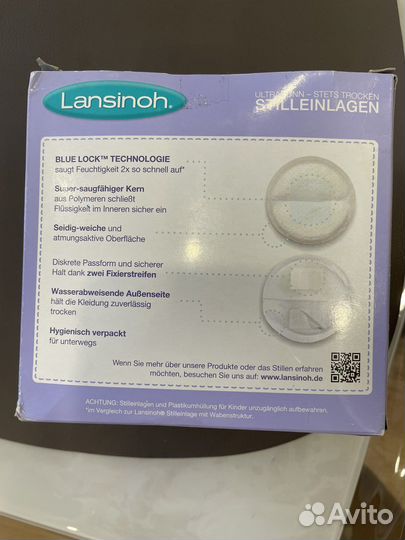 Lansinoh.
ULTRADÜNN – STETS TROCKEN
STILLEINLAGEN
BLUE LOCK™ TECHNOLOGIE
saugt Feuchtigkeit 2x so schnell auf*
Super-saugfähiger Kern
aus Polymeren schließt
Flüssigkeit im Inneren sicher ein
Seidig-weiche und
atmungsaktive Oberfläche
Diskrete Passform und sicherer
Halt dank zwei Fixierstreifen
Wasserabweisende Außenseite
hält die Kleidung zuverlässig
trocken
Hygienisch verpackt
für unterwegs
Wenn Sie mehr über unsere Produkte oder das Stillen erfahren
möchten, besuchen Sie uns auf: www.lansinoh.de
ACHTUNG: Stilleinlagen und Plastikumhüllung für Kinder unzugänglich aufbewahren.
*im Vergleich zur Lansinoh® Stilleinlage mit Wabenstruktur.
Avito